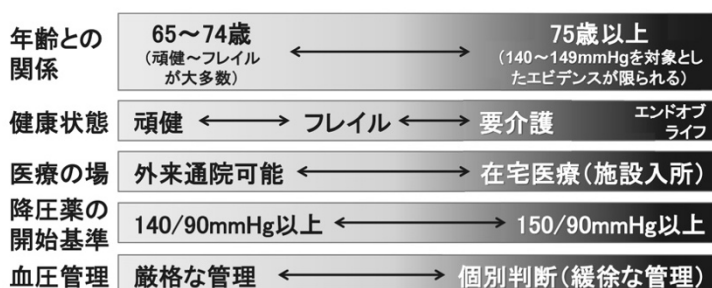 年齢との
関係
65～74歳
(頑健～フレイル
が大多数)
75歳以上
(140～149mmHgを対象とし
たエビデンスが限られる)
健康状態
頑健
フレイル
要介護
エンドオブ
ライフ
医療の場
外来通院可能
在宅医療(施設入所)
降圧薬の
開始基準
140/90mmHg以上
150/90mmHg以上
血圧管理
厳格な管理
個別判断(緩徐な管理)